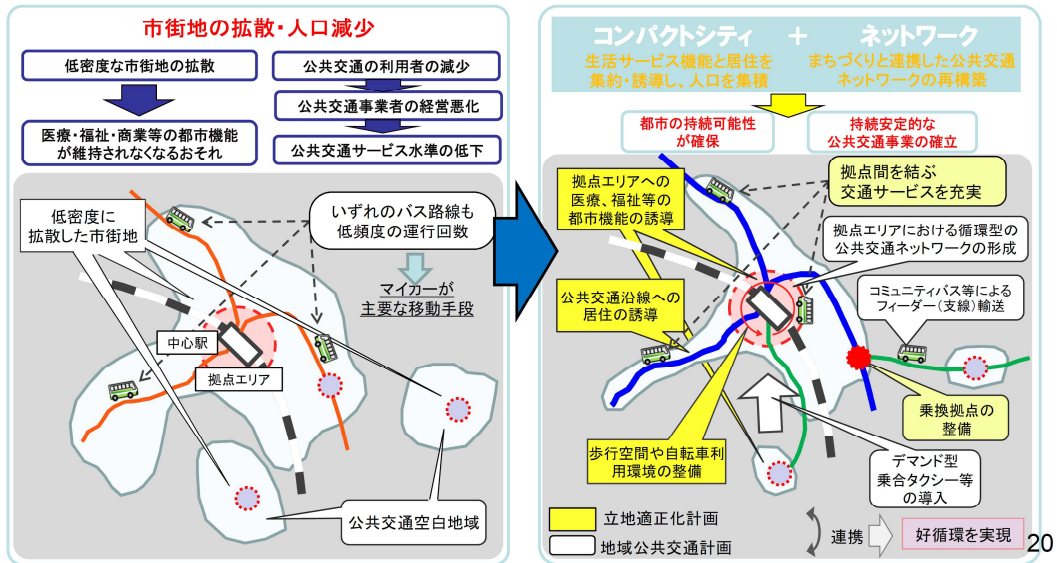 市街地の拡散・人口減少
低密度な市街地の拡散
医療・福祉・商業等の都市機能
が維持されなくなるおそれ
公共交通の利用者の減少
公共交通事業者の経営悪化
公共交通サービス水準の低下
低密度に
拡散した市街地
いずれのバス路線も
低頻度の運行回数
マイカーが
主要な移動手段
中心駅
拠点エリア
公共交通空白地域
コンパクトシティ + ネットワーク
生活サービス機能と居住を
集約・誘導し、人口を集積
まちづくりと連携した公共交通
ネットワークの再構築
都市の持続可能性
が確保
持続安定的な
公共交通事業の確立
拠点エリアへの
医療、福祉等の
都市機能の誘導
拠点間を結ぶ
交通サービスを充実
拠点エリアにおける循環型の
公共交通ネットワークの形成
公共交通沿線への
居住の誘導
コミュニティバス等による
フィーダー(支線)輸送
乗換拠点の
整備
歩行空間や自転車利
用環境の整備
デマンド型
乗合タクシー等
の導入
立地適正化計画
地域公共交通計画
連携
好循環を実現
20